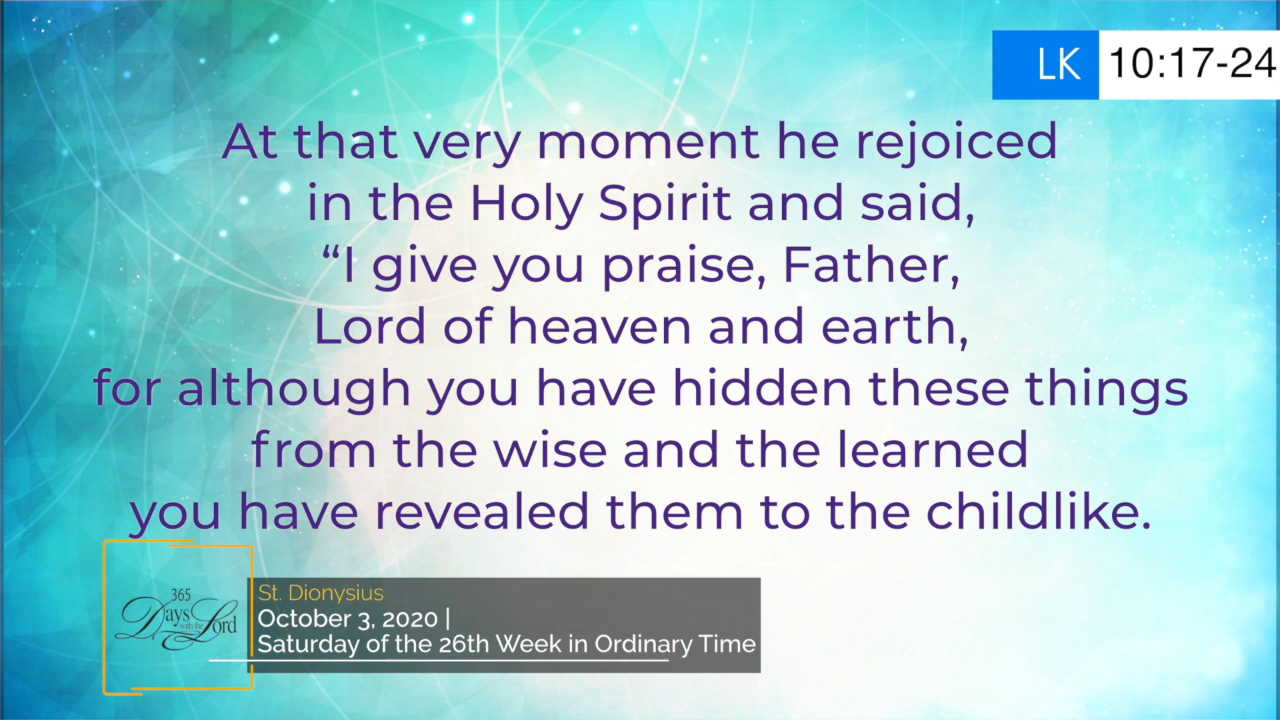 LK 10:17-24
At that very moment he rejoiced
in the Holy Spirit and said,
“I give you praise, Father,
Lord of heaven and earth,
for although you have hidden these things
from the wise and the learned
you have revealed them to the childlike.
365
Days with the Lord
St. Dionysius
October 3, 2020 |
Saturday of the 26th Week in Ordinary Time